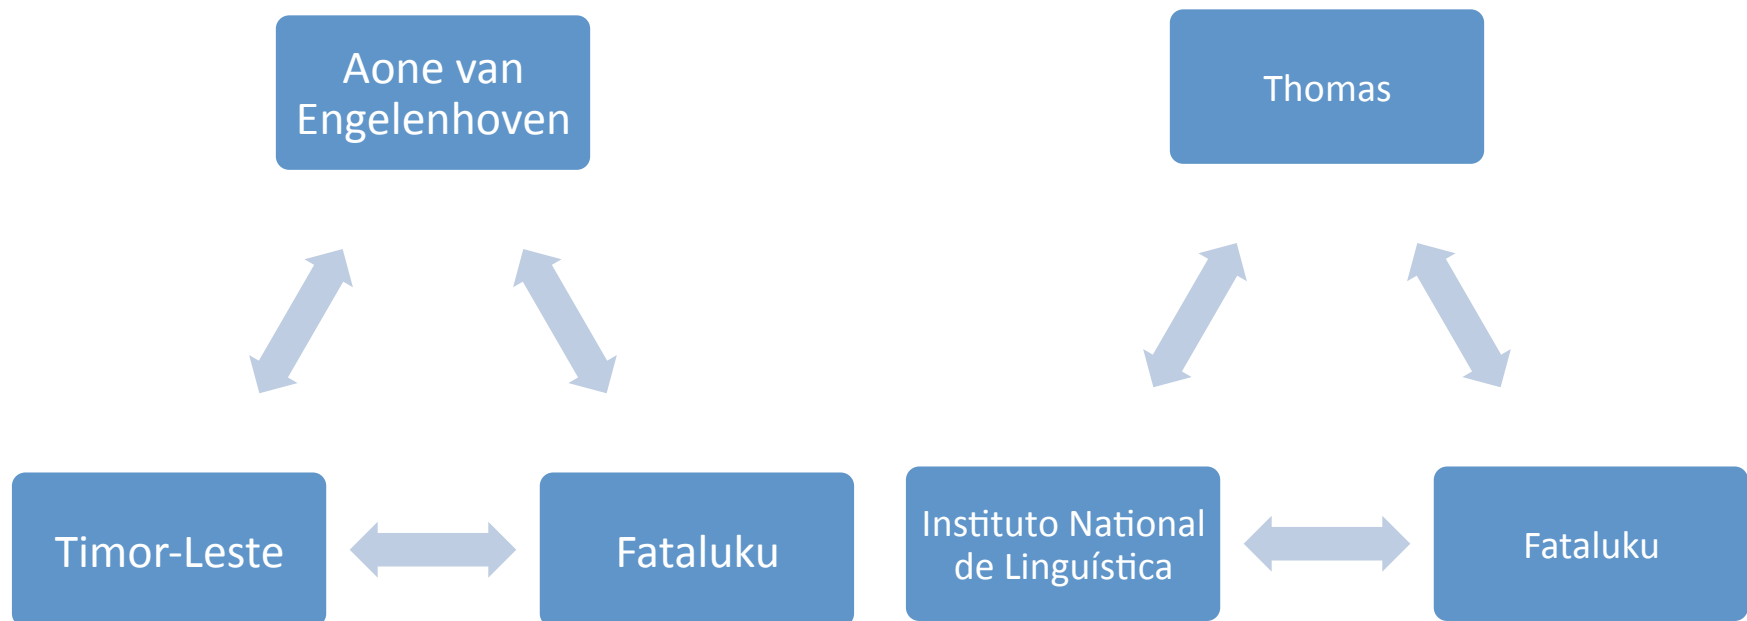 Aone van
Engelenhoven
Timor-Leste
Fataluku
Thomas
Instituto National
de Linguística
Fataluku